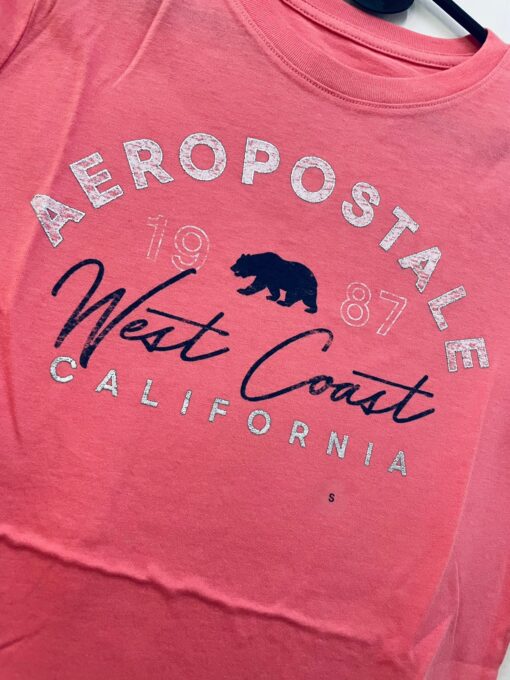 AEROPOSTALE
19 87
West Coast
CALIFORNIA
S